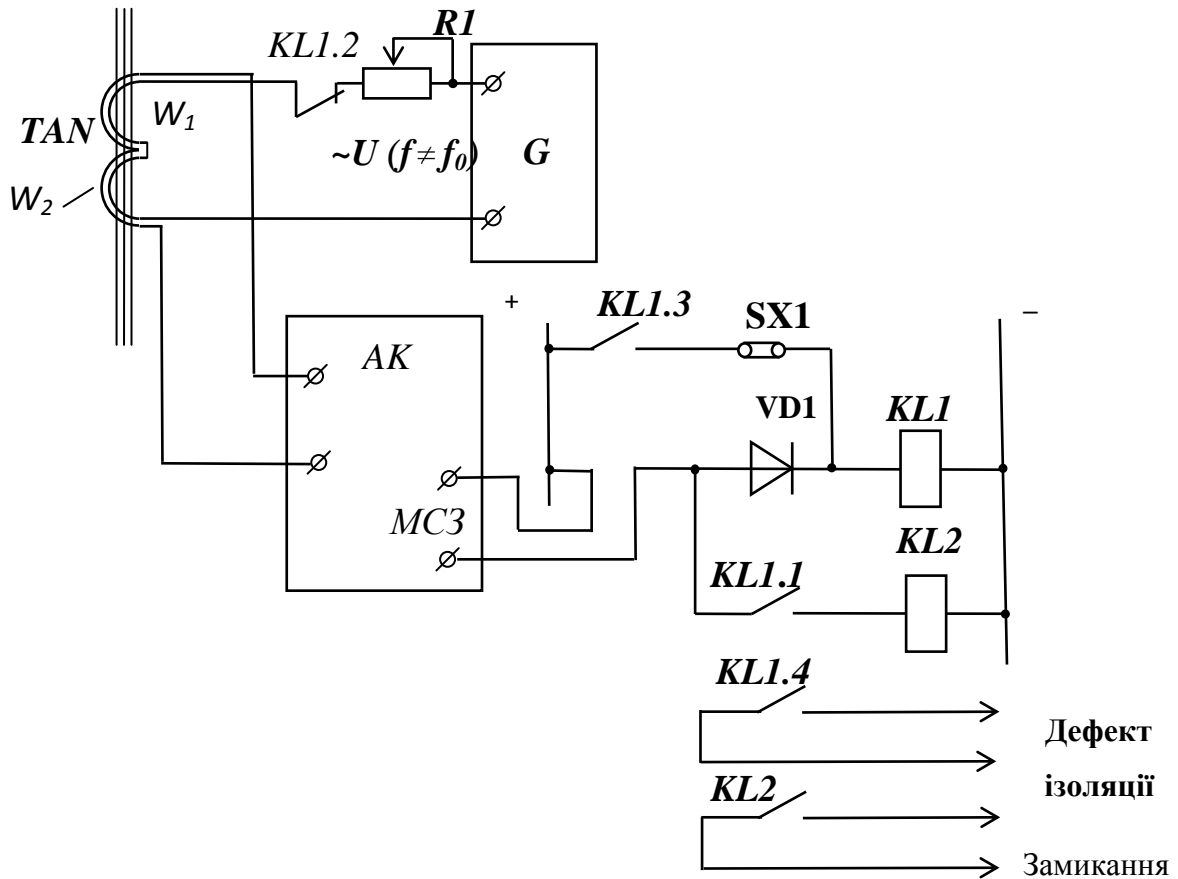 R1
KL1.2
W1
TAN
~U (f≠f0)
G
W2
+
KL1.3
SX1
–
АК
VD1
KL1
МСЗ
KL2
KL1.1
KL1.4
Дефект
ізоляції
KL2
Замикання